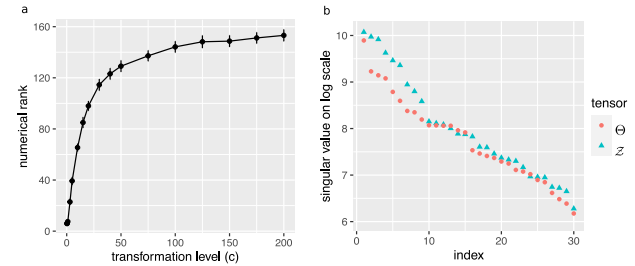 a
160
120
80
40
0
numerical rank
0
50
100
150
200
transformation level (c)
b
10
9
8
7
6
singular value on log scale
0
10
20
30
index
tensor
Θ
𝒵